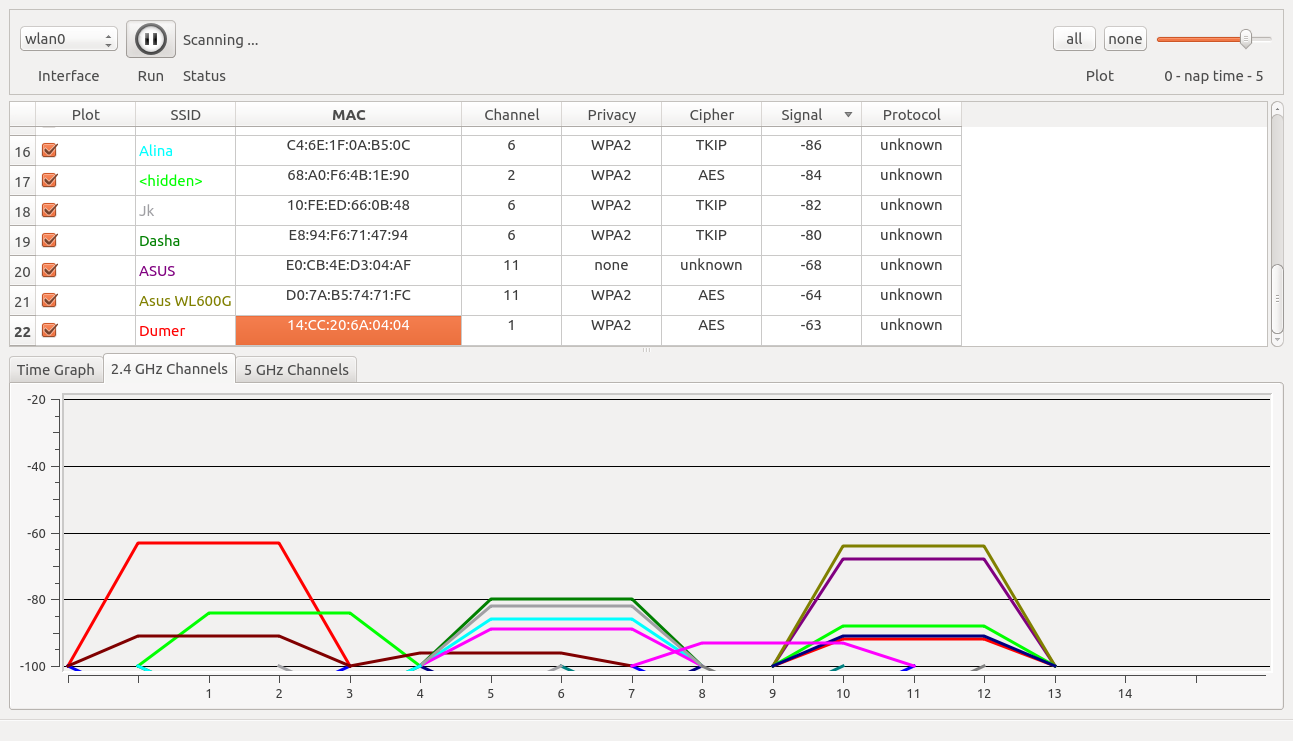 wlan0 Scanning ... all none
Interface Run Status Plot 0 - nap time - 5
Plot SSID MAC Channel Privacy Cipher Signal Protocol
16 Alina C4:6E:1F:0A:B5:0C 6 WPA2 TKIP -86 unknown
17 <hidden> 68:A0:F6:4B:1E:90 2 WPA2 AES -84 unknown
18 Jk 10:FE:ED:66:0B:48 6 WPA2 TKIP -82 unknown
19 Dasha E8:94:F6:71:47:94 6 WPA2 TKIP -80 unknown
20 ASUS E0:CB:4E:D3:04:AF 11 none unknown -68 unknown
21 Asus WL600G D0:7A:B5:74:71:FC 11 WPA2 AES -64 unknown
22 Dumer 14:CC:20:6A:04:04 1 WPA2 AES -63 unknown
Time Graph 2.4 GHz Channels 5 GHz Channels
-20
-40
-60
-80
-100
1 2 3 4 5 6 7 8 9 10 11 12 13 14